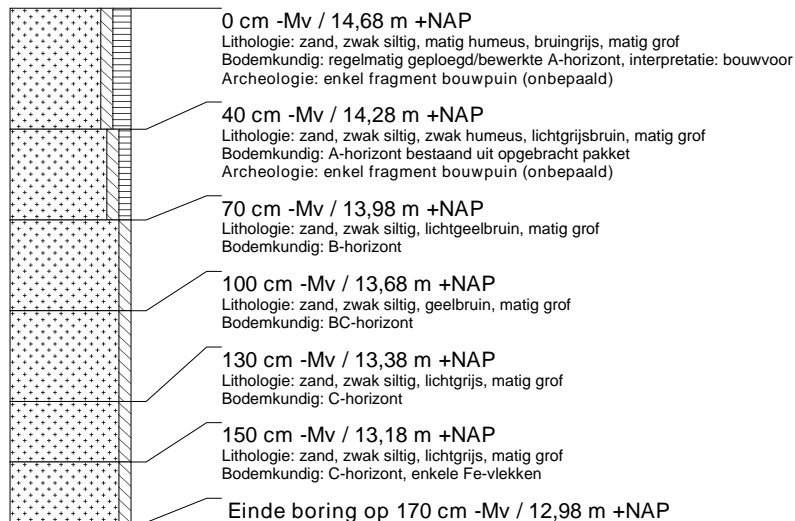 0 cm -Mv / 14,68 m +NAP
Lithologie: zand, zwak siltig, matig humeus, bruingrijs, matig grof
Bodemkundig: regelmatig geploegd/bewerkte A-horizont, interpretatie: bouwvoor
Archeologie: enkel fragment bouwpuin (onbepaald)
40 cm -Mv / 14,28 m +NAP
Lithologie: zand, zwak siltig, zwak humeus, lichtgrijsbruin, matig grof
Bodemkundig: A-horizont bestaand uit opgebracht pakket
Archeologie: enkel fragment bouwpuin (onbepaald)
70 cm -Mv / 13,98 m +NAP
Lithologie: zand, zwak siltig, lichtgeelbruin, matig grof
Bodemkundig: B-horizont
100 cm -Mv / 13,68 m +NAP
Lithologie: zand, zwak siltig, geelbruin, matig grof
Bodemkundig: BC-horizont
130 cm -Mv / 13,38 m +NAP
Lithologie: zand, zwak siltig, lichtgrijs, matig grof
Bodemkundig: C-horizont
150 cm -Mv / 13,18 m +NAP
Lithologie: zand, zwak siltig, lichtgrijs, matig grof
Bodemkundig: C-horizont, enkele Fe-vlekken
Einde boring op 170 cm -Mv / 12,98 m +NAP